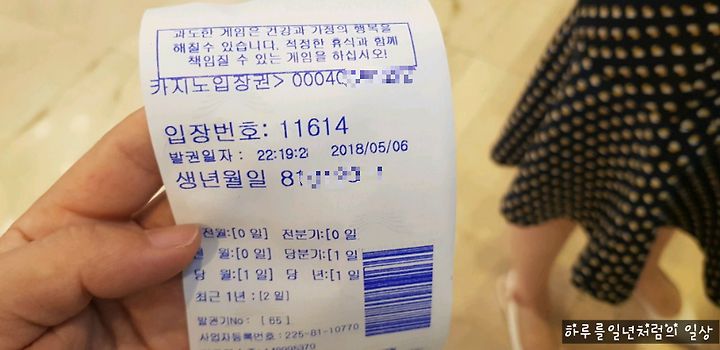 과도한 게임은 건강과 가정의 행복을
해칠수 있습니다. 적정한 휴식과 함께
책임질 수 있는 게임을 하십시오!
카지노입장권> 00040
입장번호: 11614
발권일자 : 22:19:2 2018/05/06
생년월일 81
전월:[0 일] 전분기:[0 일
월:[0 일] 당분기:[1 일
당 월:[1 일] 당 년:[1 일
최근 1년 : [2 일]
발권기No : [ 65 ]
사업자등록번호 : 225-81-10770
하루를일년처럼의 일상